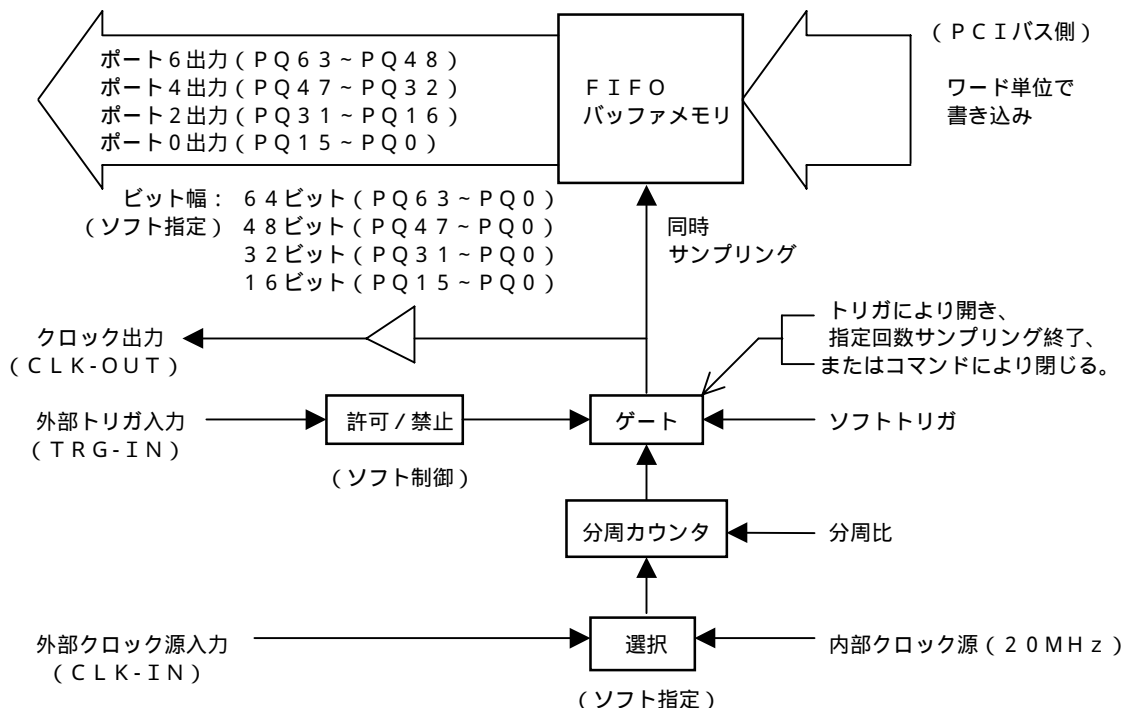 (PCIバス側)
ポート6出力(PQ63~PQ48)
ポート4出力(PQ47~PQ32)
ポート2出力(PQ31~PQ16)
ポート0出力(PQ15~PQ0)
FIFO
バッファメモリ
ワード単位で
書き込み
ビット幅: 64ビット(PQ63~PQ0)
(ソフト指定) 48ビット(PQ47~PQ0)
32ビット(PQ31~PQ0)
16ビット(PQ15~PQ0)
同時
サンプリング
クロック出力
(CLK-OUT)
トリガにより開き、
指定回数サンプリング終了、
またはコマンドにより閉じる。
外部トリガ入力
(TRG-IN)
許可/禁止
(ソフト制御)
ゲート
ソフトトリガ
分周カウンタ
分周比
外部クロック源入力
(CLK-IN)
選択
(ソフト指定)
内部クロック源(20MHz)